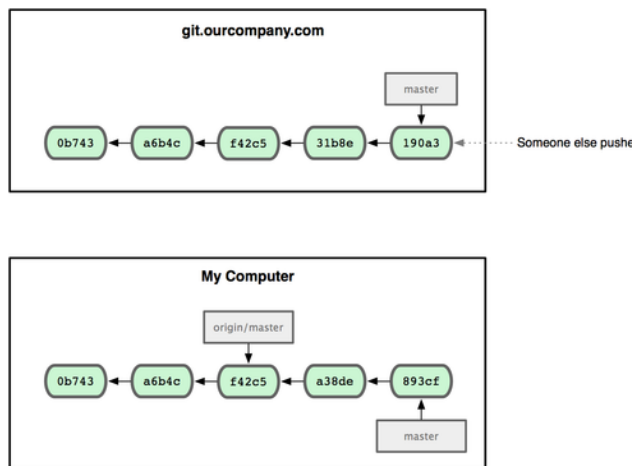 git.ourcompany.com
master
0b743 a6b4c f42c5 31b8e 190a3 Someone else pushe
My Computer
origin/master
0b743 a6b4c f42c5 a38de 893cf
master